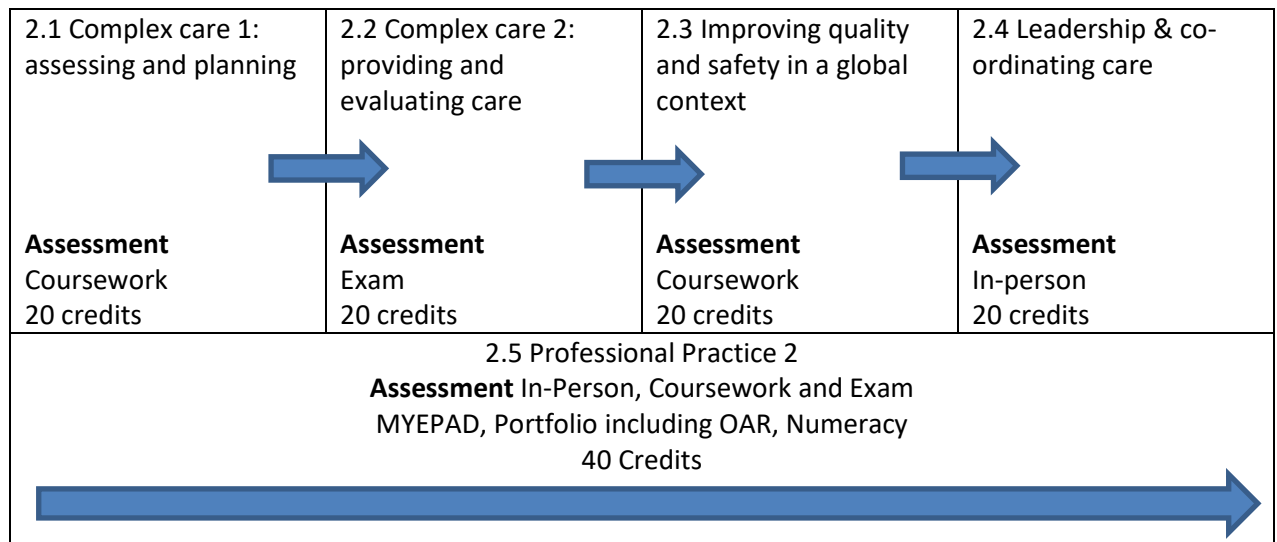 2.1 Complex care 1:
assessing and planning
Assessment
Coursework
20 credits
2.2 Complex care 2:
providing and
evaluating care
Assessment
Exam
20 credits
2.3 Improving quality
and safety in a global
context
Assessment
Coursework
20 credits
2.4 Leadership & co-
ordinating care
Assessment
In-person
20 credits
2.5 Professional Practice 2
Assessment In-Person, Coursework and Exam
MYEPAD, Portfolio including OAR, Numeracy
40 Credits